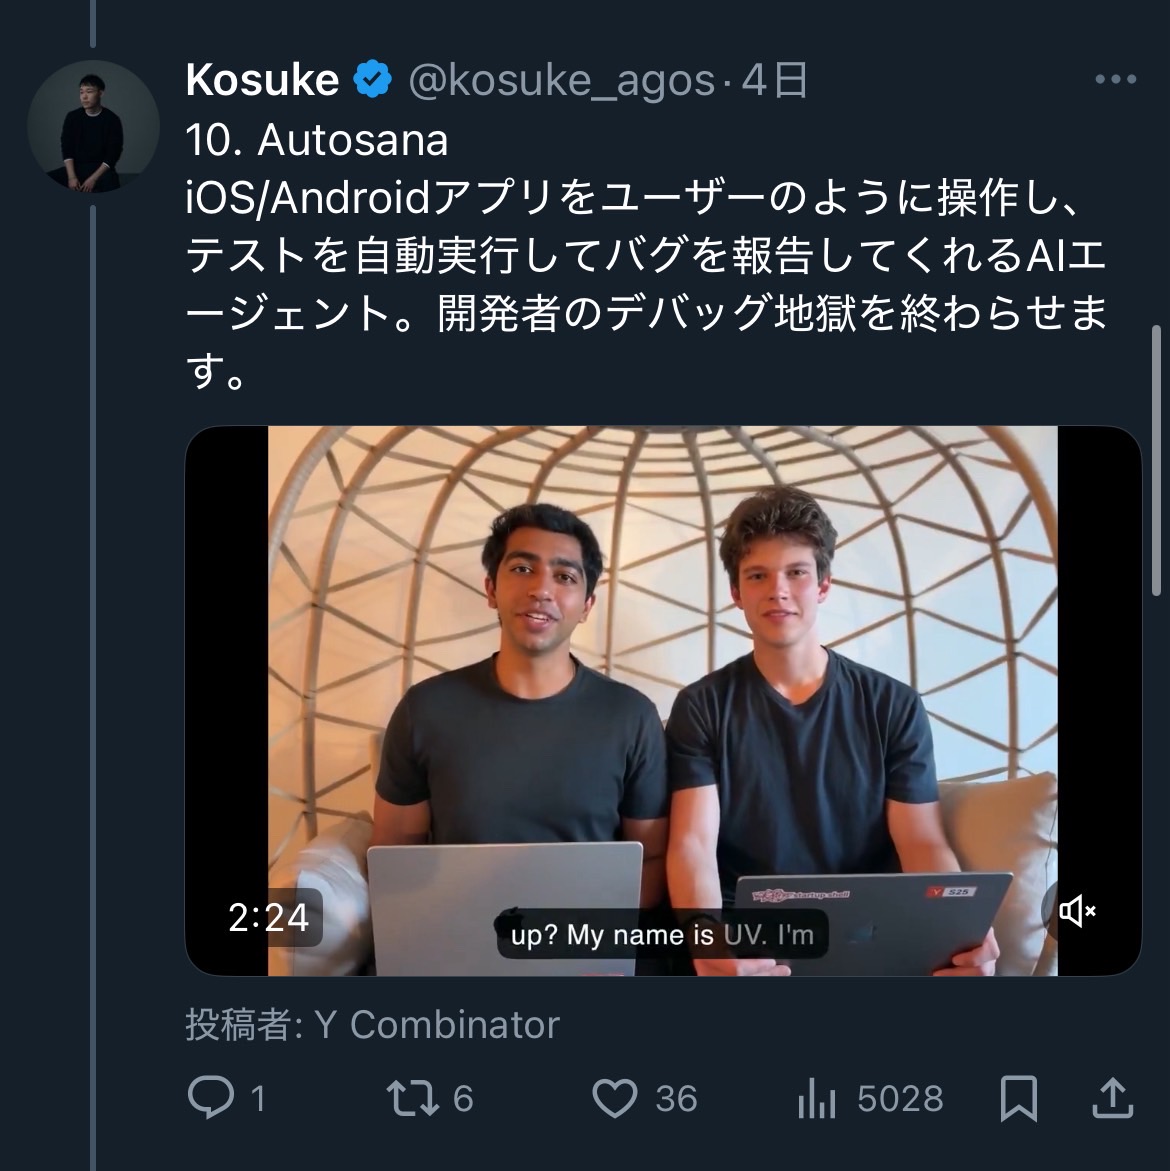 Kosuke @kosuke_agos · 4日
10. Autosana
iOS/Androidアプリをユーザーのように操作し、
テストを自動実行してバグを報告してくれるAIエ
ージェント。開発者のデバッグ地獄を終わらせま
す。
startup shell
Y S25
2:24
up? My name is UV. I'm
投稿者: Y Combinator
1 6 36 5028